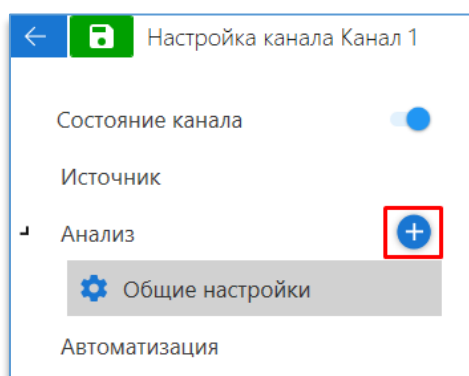 Настройка канала Канал 1
Состояние канала
Источник
Анализ
Общие настройки
Автоматизация